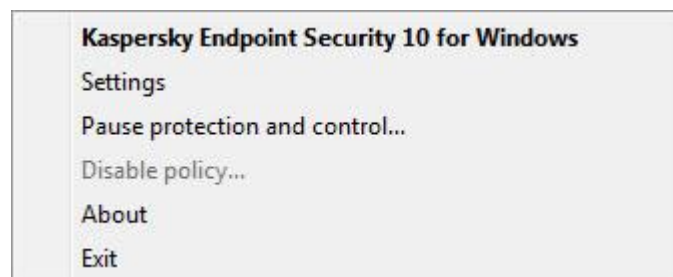 Kaspersky Endpoint Security 10 for Windows
Settings
Pause protection and control...
Disable policy...
About
Exit